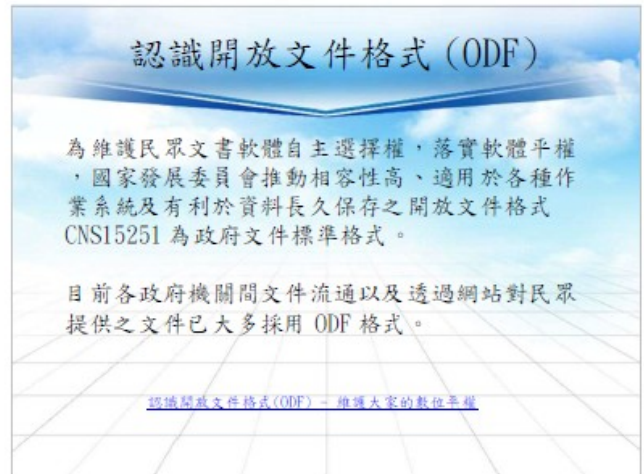 認識開放文件格式(ODF)
為維護民眾文書軟體自主選擇權，落實軟體平權
，國家發展委員會推動相容性高、適用於各種作
業系統及有利於資料長久保存之開放文件格式
CNS15251 為政府文件標準格式。
目前各政府機關間文件流通以及透過網站對民眾
提供之文件已大多採用 ODF 格式。
認識開放文件格式(ODF) - 維護大家的數位平權